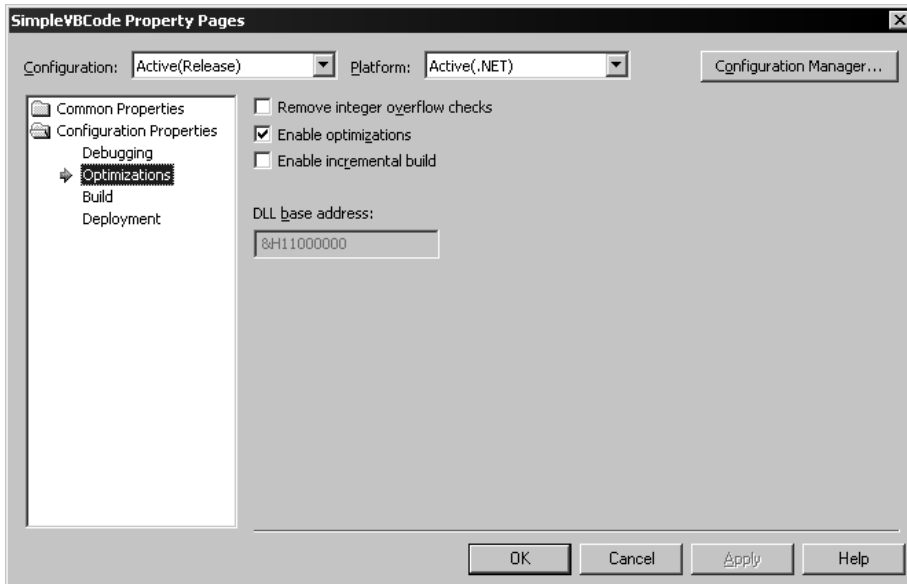 SimpleVBCode Property Pages
Configuration: Active(Release) Platform: Active(.NET) Configuration Manager...
Common Properties
Configuration Properties
Debugging
Optimizations
Build
Deployment
Remove integer overflow checks
Enable optimizations
Enable incremental build
DLL base address:
&H11000000
OK Cancel Apply Help